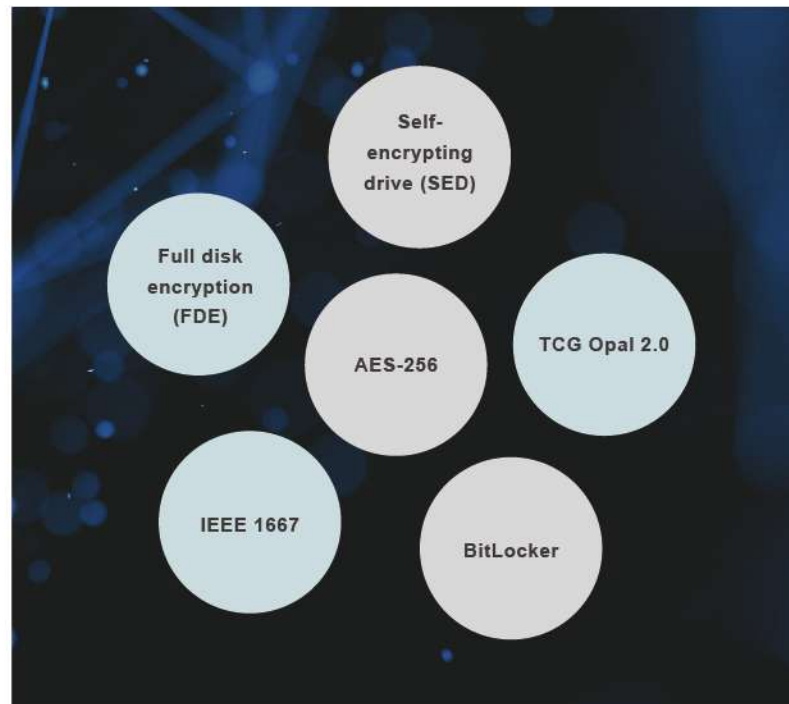 Self-
encrypting
drive (SED)
Full disk
encryption
(FDE)
TCG Opal 2.0
AES-256
IEEE 1667
BitLocker